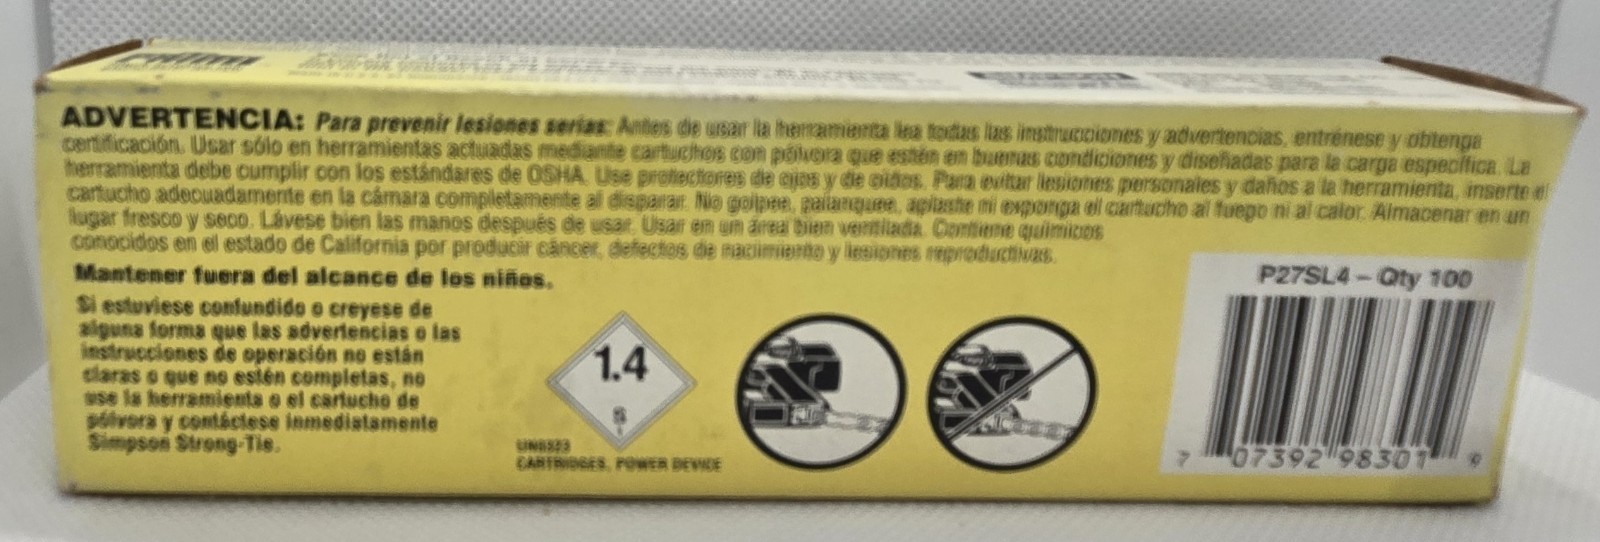 ADVERTENCIA: Para prevenir lesiones serias: Antes de usar la herramienta lea todas las instrucciones y advertencias, entrénese y obtenga
certificación. Usar sólo en herramientas actuadas mediante cartuchos con pólvora que estén en buenas condiciones y diseñadas para la carga específica. La
herramienta debe cumplir con los estándares de OSHA. Use protectores de ojos y de oídos. Para evitar lesiones personales y daños a la herramienta, inserte el
cartucho adecuadamente en la cámara completamente al disparar. No golpee, palanquee, aplaste ni exponga el cartucho al fuego ni al calor. Almacenar en un
lugar fresco y seco. Lávese bien las manos después de usar. Usar en um área bien ventilada. Contiene químicos
conocidos en el estado de California por producir cáncer, defectos de nacimiento y lesiones reproductivas.
Mantener fuera del alcance de los niños.
Si estuviese confundido o creyese de
alguna forma que las advertencias o las
instrucciones de operación no están
claras o que no estén completas, no
use la herramienta o el cartucho de
pólvora y contáctese inmediatamente
Simpson Strong-Tie.
1.4
S
1
UN0323
CARTRIDGES, POWER DEVICE
P27SL4 – Qty 100
7 07392 98301 9